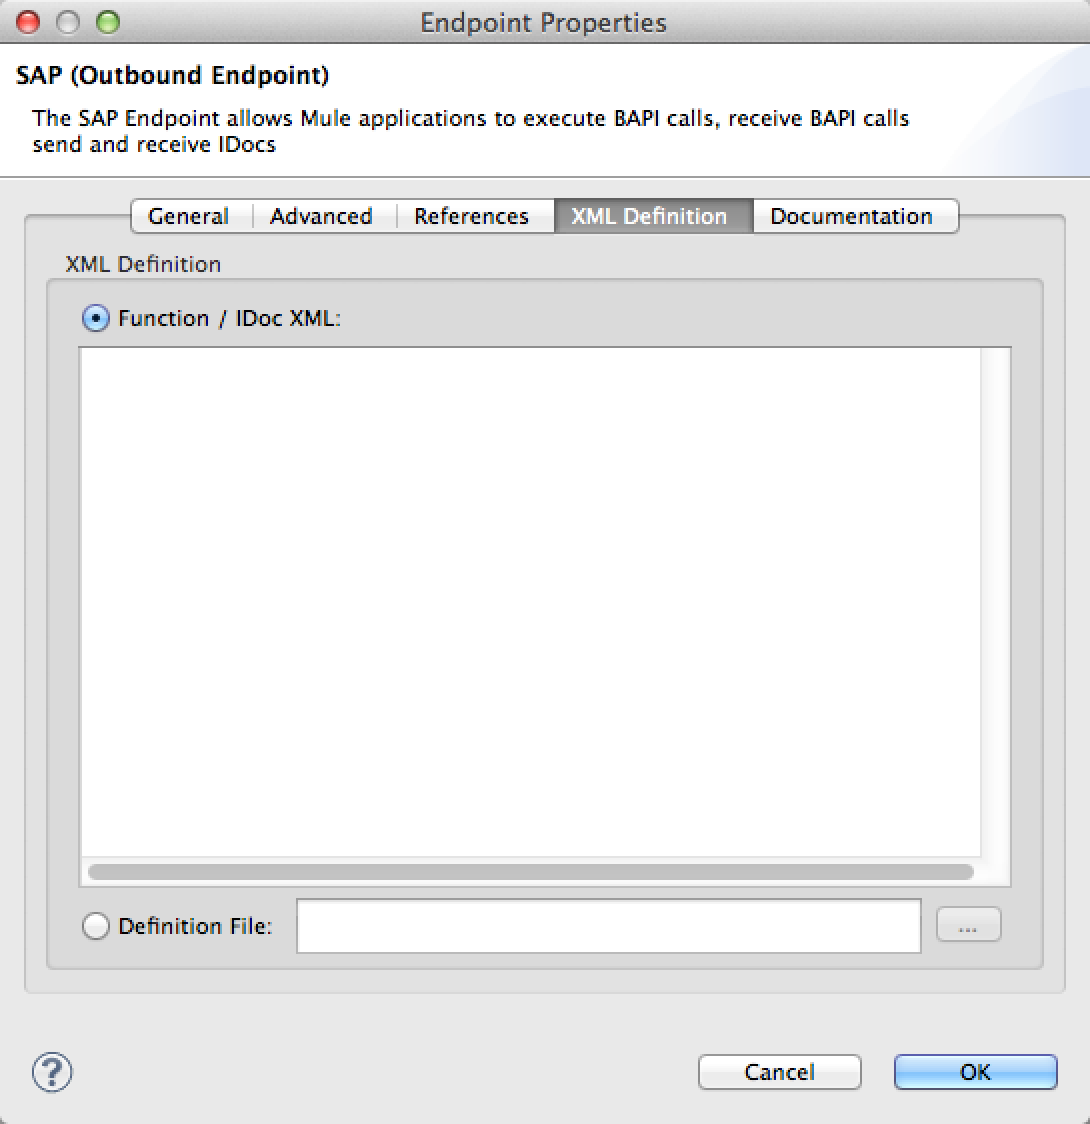 Endpoint Properties
SAP (Outbound Endpoint)
The SAP Endpoint allows Mule applications to execute BAPI calls, receive BAPI calls
send and receive IDocs
General Advanced References XML Definition Documentation
XML Definition
Function / IDoc XML:
Definition File: ...
? Cancel OK